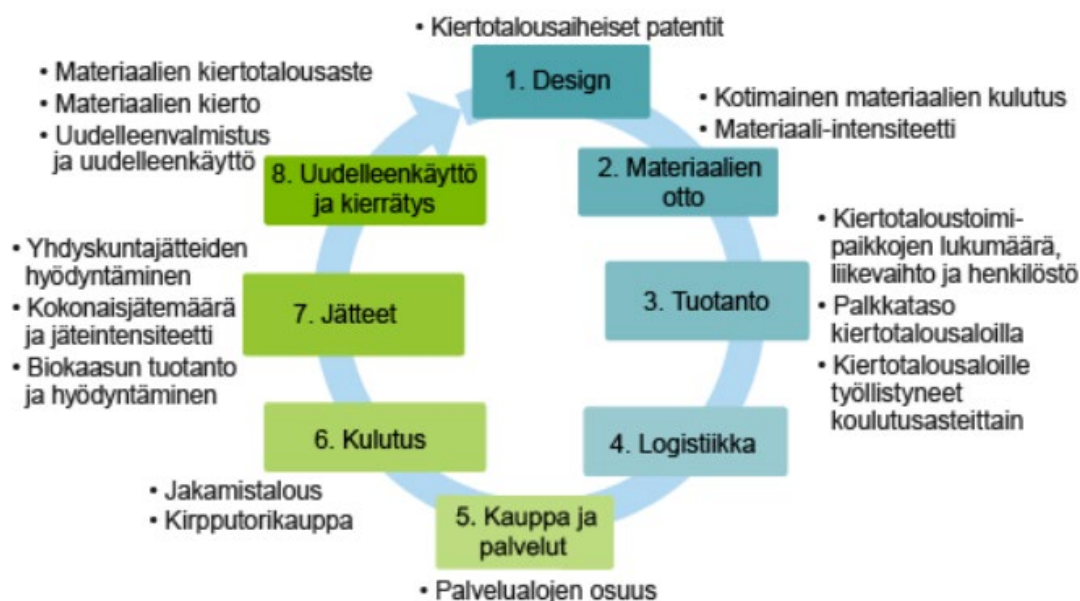 • Kiertotalousaiheiset patentit
1. Design
• Kotimainen materiaalien kulutus
• Materiaali-intensiteetti
2. Materiaalien
otto
• Kiertotaloustoimi-
paikkojen lukumäärä,
liikevaihto ja henkilöstö
• Palkkataso
kiertotalousaloilla
• Kiertotalousaloille
työllistyneet
koulutusasteittain
3. Tuotanto
4. Logistiikka
5. Kauppa ja
palvelut
• Palvelualojen osuus
6. Kulutus
• Jakamistalous
• Kirpputorikauppa
7. Jätteet
• Yhdyskuntajätteiden
hyödyntäminen
• Kokonaisjätemäärä
ja jäteintensiteetti
• Biokaasun tuotanto
ja hyödyntäminen
8. Uudelleenkäyttö
ja kierrätys
• Materiaalien kiertotalousaste
• Materiaalien kierto
• Uudelleenvalmistus
ja uudelleenkäyttö